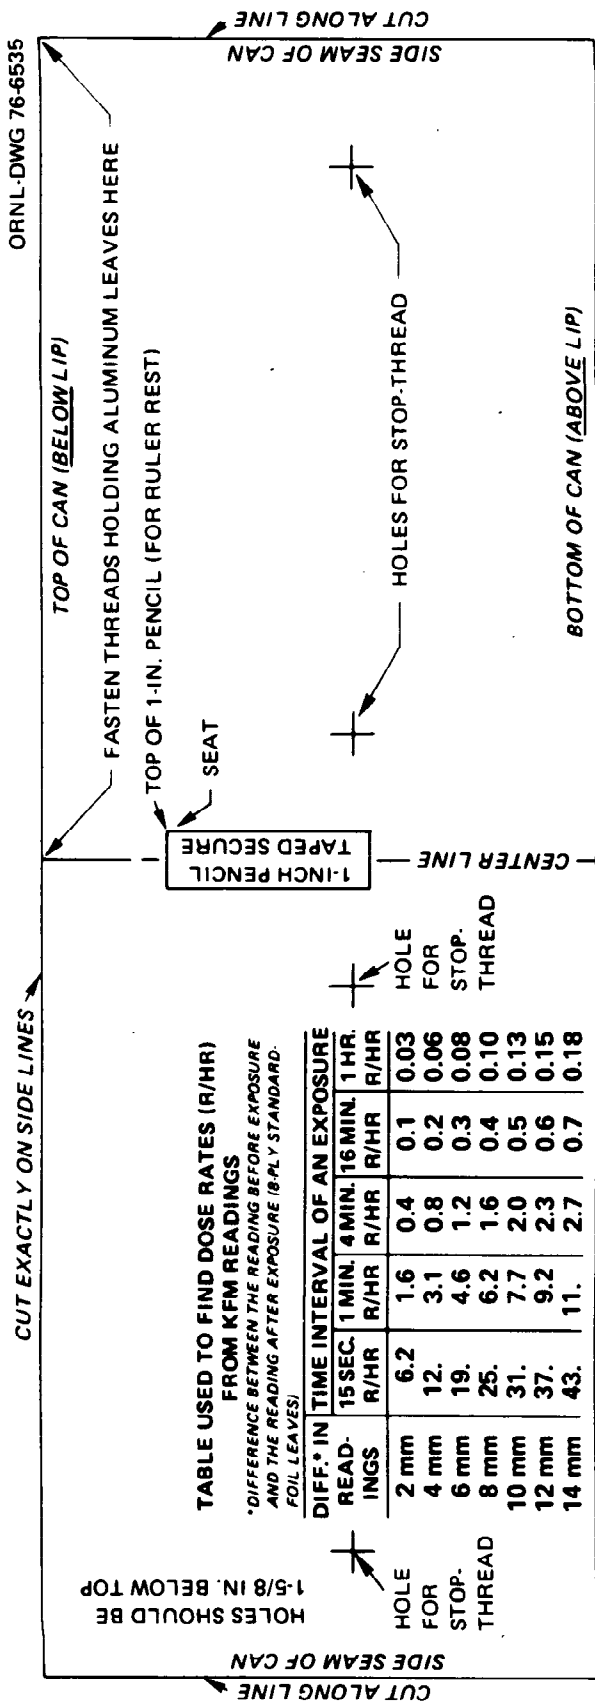 ORNL-DWG 76-6535
CUT EXACTLY ON SIDE LINES
TOP OF CAN (BELOW LIP)
FASTEN THREADS HOLDING ALUMINUM LEAVES HERE
TOP OF 1-IN. PENCIL (FOR RULER REST)
SEAT
1-INCH PENCIL
TAPED SECURE
CENTER LINE
HOLES FOR STOP-THREAD
BOTTOM OF CAN (ABOVE LIP)
CUT ALONG LINE
SIDE SEAM OF CAN
CUT ALONG LINE
SIDE SEAM OF CAN
HOLES SHOULD BE
1-5/8 IN. BELOW TOP
HOLE
FOR
STOP-
THREAD
TABLE USED TO FIND DOSE RATES (R/HR)
FROM KFM READINGS
*DIFFERENCE BETWEEN THE READING BEFORE EXPOSURE
AND THE READING AFTER EXPOSURE (8-PLY STANDARD-
FOIL LEAVES)
DIFF.* IN TIME INTERVAL OF AN EXPOSURE
READ- 15 SEC. 1 MIN. 4 MIN. 16 MIN. 1 HR.
INGS R/HR R/HR R/HR R/HR R/HR
2 mm 6.2 1.6 0.4 0.1 0.03
4 mm 12. 3.1 0.8 0.2 0.06
6 mm 19. 4.6 1.2 0.3 0.08
8 mm 25. 6.2 1.6 0.4 0.10
10 mm 31. 7.7 2.0 0.5 0.13
12 mm 37. 9.2 2.3 0.6 0.15
14 mm 43. 11. 2.7 0.7 0.18
HOLE
FOR
STOP-
THREAD